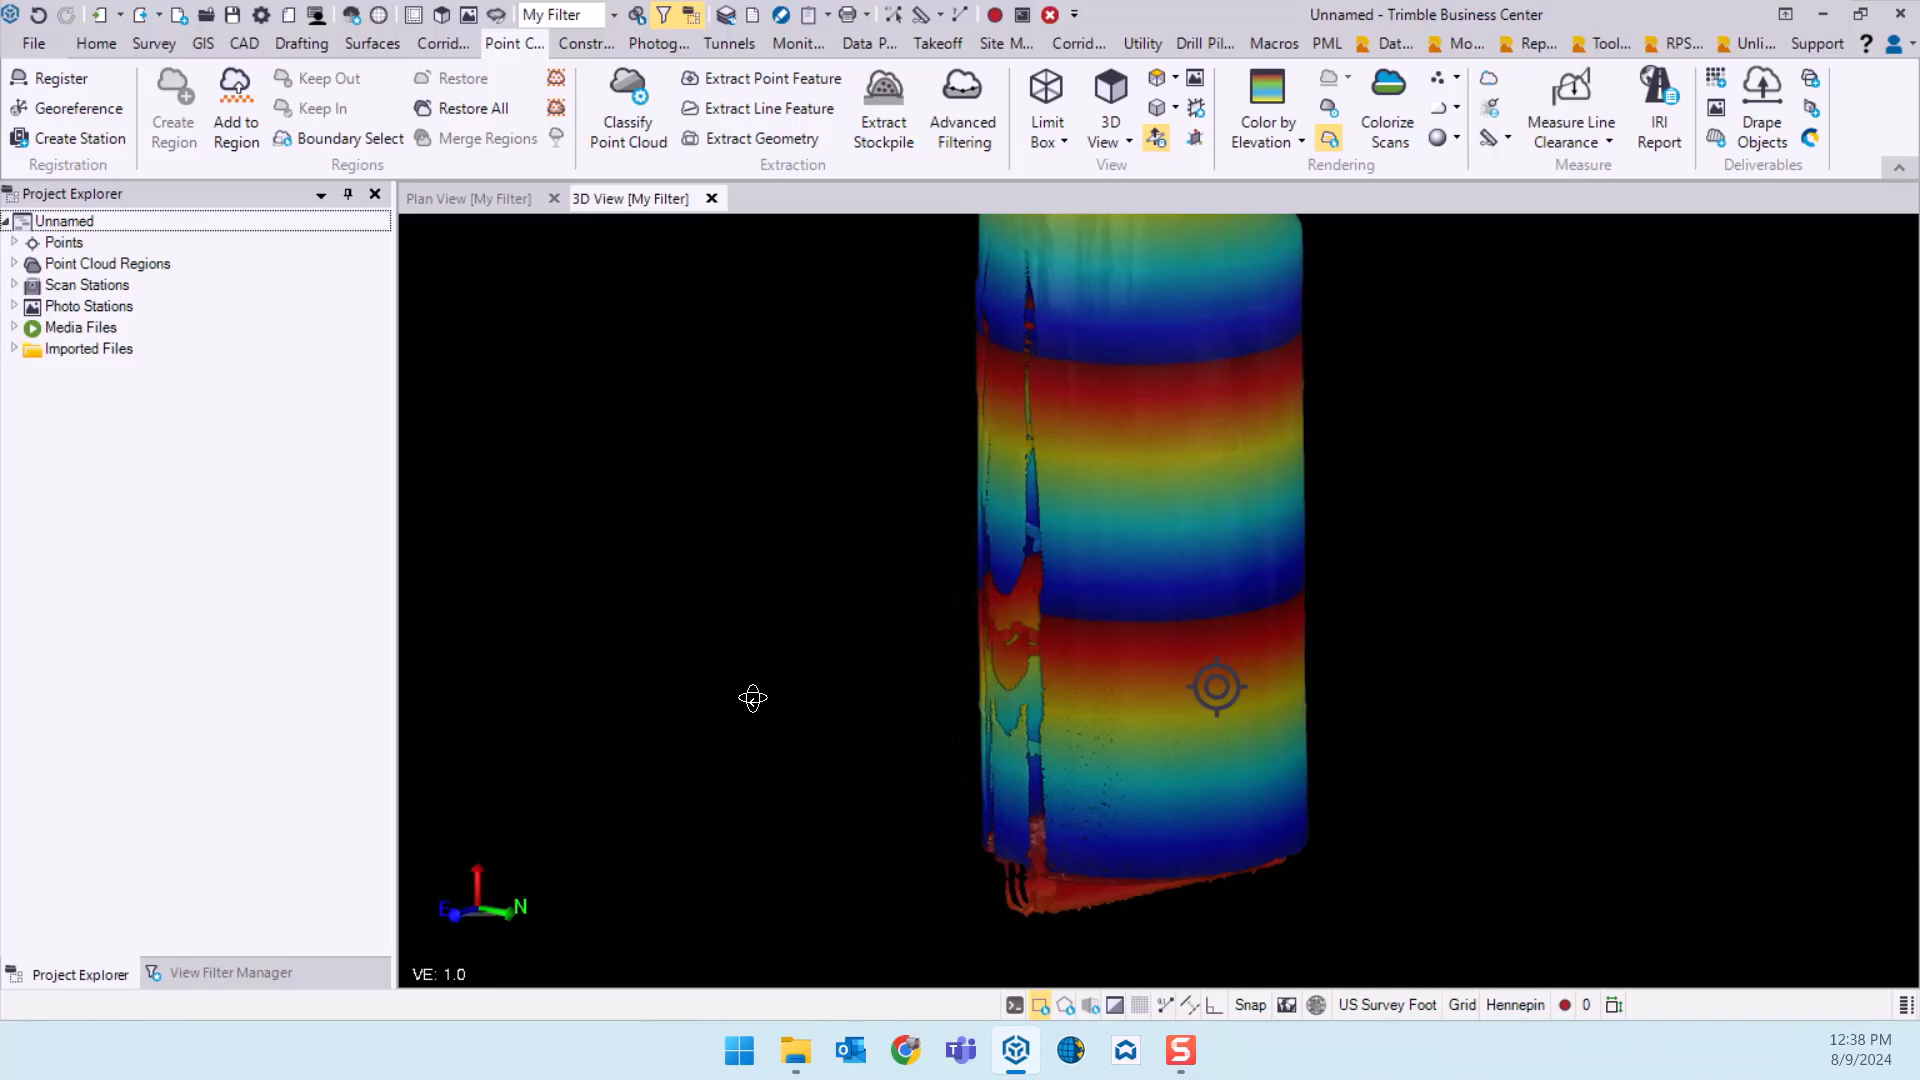 My Filter
Unnamed - Trimble Business Center
File Home Survey GIS CAD Drafting Surfaces Corrid... Point C... Constr... Photog... Tunnels Monit... Data P... Takeoff Site M... Corrid... Utility Drill Pil... Macros PML Dat... Mo... Rep... Tool... RPS... Unli... Support
Register
Georeference
Create Station
Registration
Create Region
Add to Region
Keep Out
Keep In
Boundary Select
Restore
Restore All
Merge Regions
Regions
Classify Point Cloud
Extract Point Feature
Extract Line Feature
Extract Geometry
Extract Stockpile
Advanced Filtering
Extraction
Limit Box
3D View
View
Color by Elevation
Colorize Scans
Rendering
Measure Line Clearance
IRI Report
Measure
Drape Objects
Deliverables
Project Explorer
Unnamed
Points
Point Cloud Regions
Scan Stations
Photo Stations
Media Files
Imported Files
Plan View [My Filter]
3D View [My Filter]
E
N
VE: 1.0
Project Explorer
View Filter Manager
Snap
US Survey Foot
Grid
Hennepin
0
12:38 PM
8/9/2024